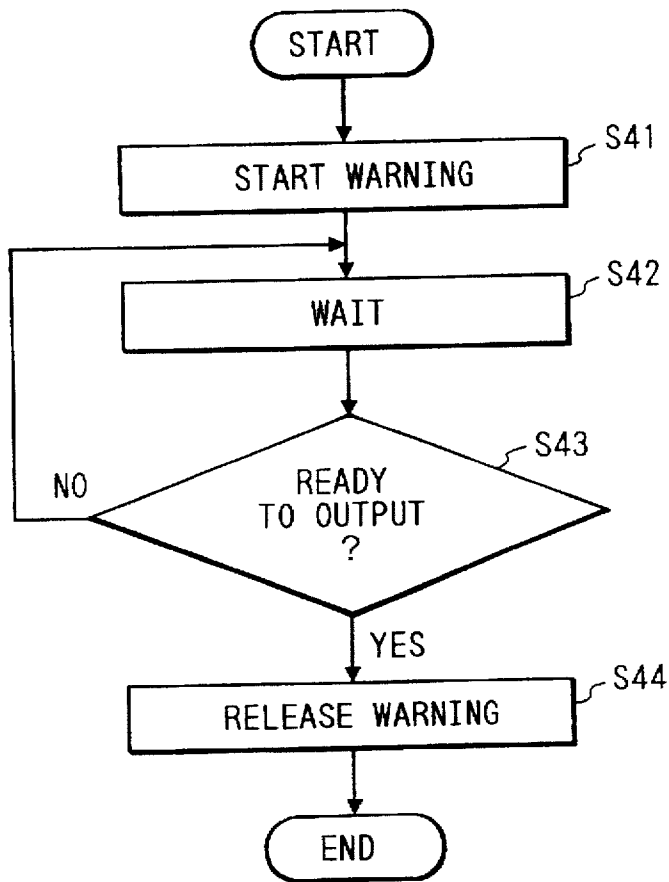 START
S41
START WARNING
S42
WAIT
S43
READY
TO OUTPUT
?
NO
YES
S44
RELEASE WARNING
END